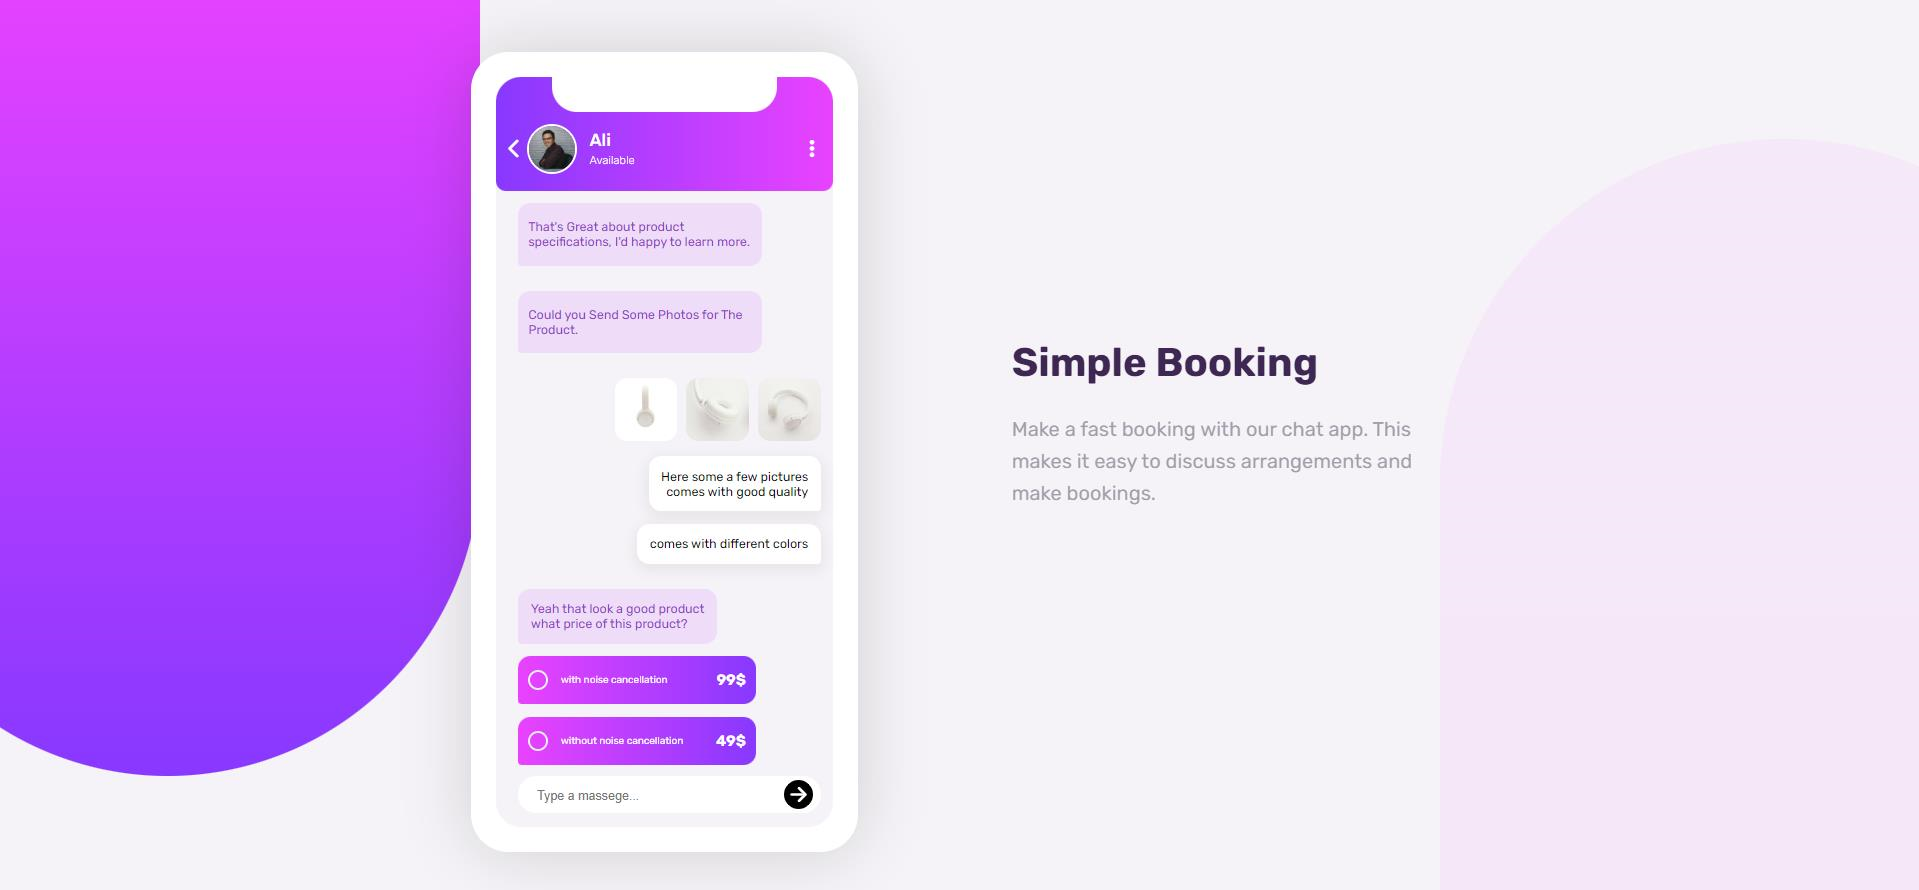 Ali
Available
That's Great about product
specifications, I'd happy to learn more.
Could you Send Some Photos for The
Product.
Here some a few pictures
comes with good quality
comes with different colors
Yeah that look a good product
what price of this product?
with noise cancellation 99$
without noise cancellation 49$
Type a massege...
Simple Booking
Make a fast booking with our chat app. This
makes it easy to discuss arrangements and
make bookings.